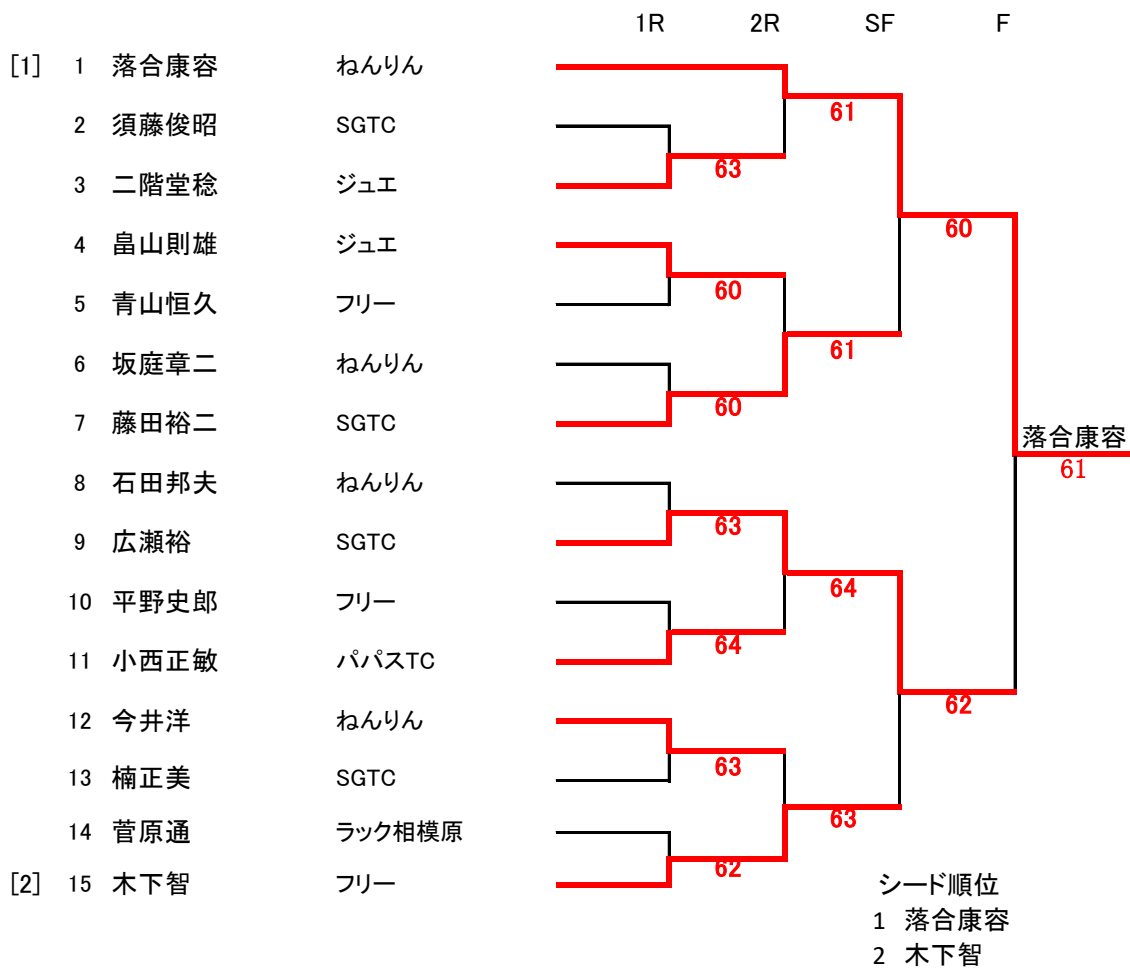 1R 2R SF F
[1] 1 落合康容 ねんりん
61
2 須藤俊昭 SGTC
63
3 二階堂稔 ジュエ
60
4 畠山則雄 ジュエ
60
5 青山恒久 フリー
61
6 坂庭章二 ねんりん
60
7 藤田裕二 SGTC
落合康容
61
8 石田邦夫 ねんりん
63
9 広瀬裕 SGTC
64
10 平野史郎 フリー
64
11 小西正敏 パパスTC
62
12 今井洋 ねんりん
63
13 楠正美 SGTC
63
14 菅原通 ラック相模原
62
[2] 15 木下智 フリー
シード順位
1 落合康容
2 木下智